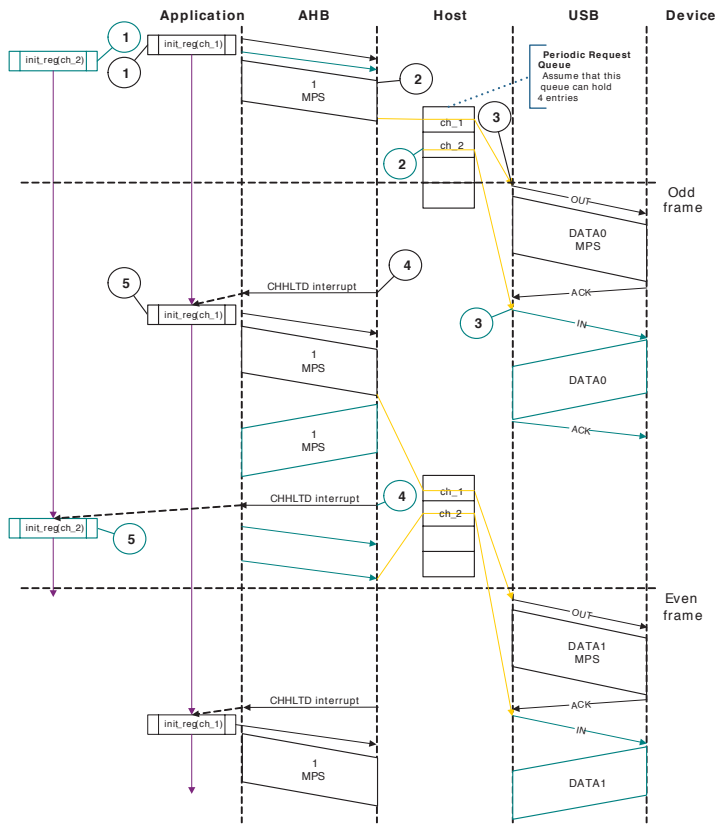 Application AHB Host USB Device
1
init_reg(ch_2)
1
init_reg(ch_1)
1
MPS
2
Periodic Request
Queue
Assume that this
queue can hold
4 entries
3
ch_1
ch_2
2
Odd
frame
OUT
DATA0
MPS
ACK
5
CHHLTD interrupt
4
init_reg(ch_1)
3
IN
1
MPS
DATA0
ACK
1
MPS
CHHLTD interrupt
4
ch_1
ch_2
init_reg(ch_2)
5
Even
frame
OUT
DATA1
MPS
ACK
CHHLTD interrupt
init_reg(ch_1)
IN
1
MPS
DATA1